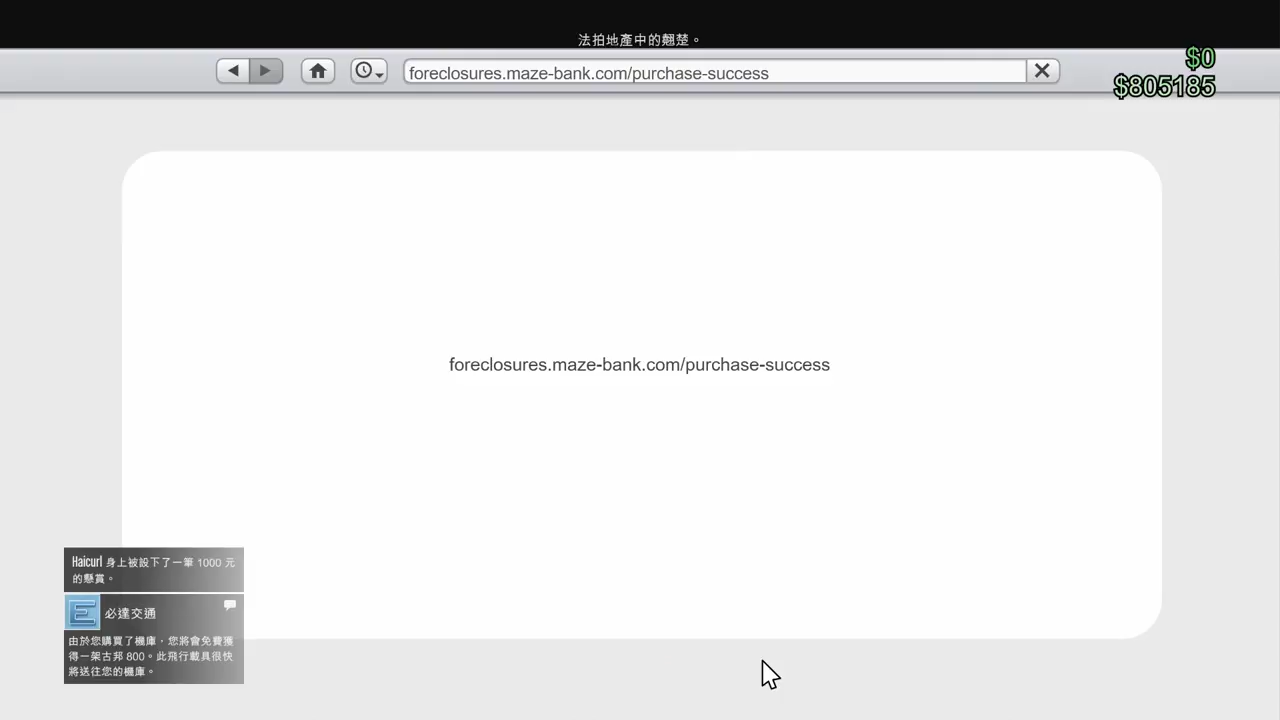 法拍地產中的翹楚。
foreclosures.maze-bank.com/purchase-success
$0
$805185
foreclosures.maze-bank.com/purchase-success
Haicurl 身上被設下了一筆 1000 元
的懸賞。
必達交通
由於您購買了機庫，您將會免費獲
得一架古邦 800。此飛行載具很快
將送往您的機庫。